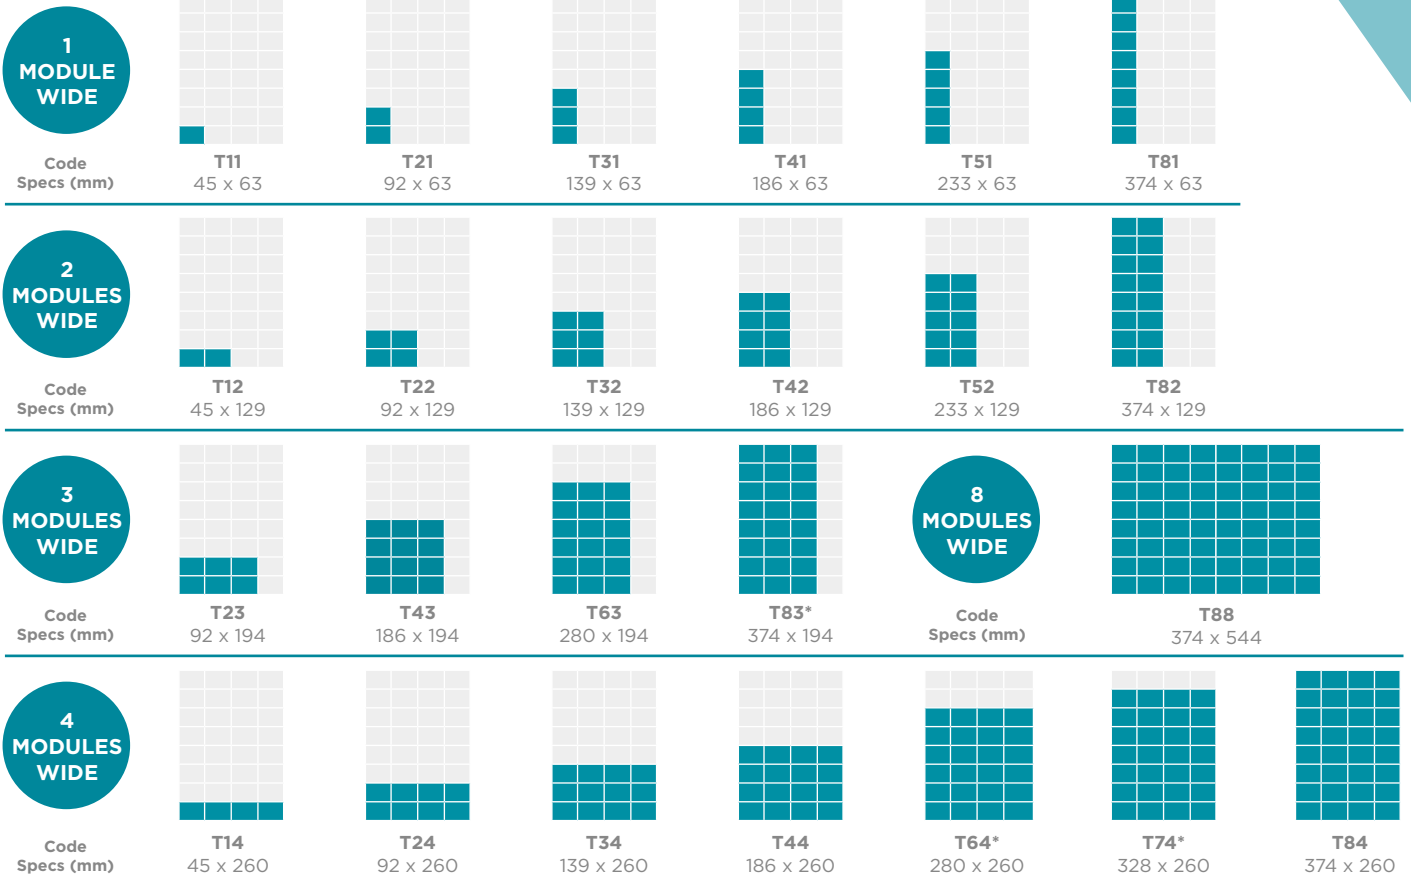 1
MODULE
WIDE
Code
Specs (mm)
T11
45 x 63
T21
92 x 63
T31
139 x 63
T41
186 x 63
T51
233 x 63
T81
374 x 63
2
MODULES
WIDE
Code
Specs (mm)
T12
45 x 129
T22
92 x 129
T32
139 x 129
T42
186 x 129
T52
233 x 129
T82
374 x 129
3
MODULES
WIDE
Code
Specs (mm)
T23
92 x 194
T43
186 x 194
T63
280 x 194
T83*
374 x 194
8
MODULES
WIDE
Code
Specs (mm)
T88
374 x 544
4
MODULES
WIDE
Code
Specs (mm)
T14
45 x 260
T24
92 x 260
T34
139 x 260
T44
186 x 260
T64*
280 x 260
T74*
328 x 260
T84
374 x 260